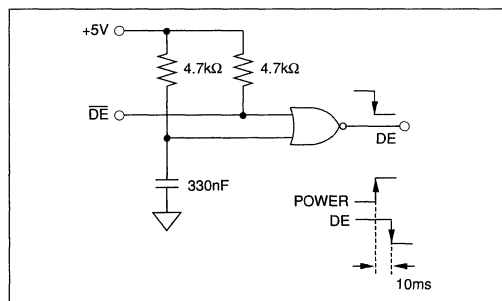 +5V
4.7kΩ
4.7kΩ
DE
DE
330nF
POWER
DE
10ms